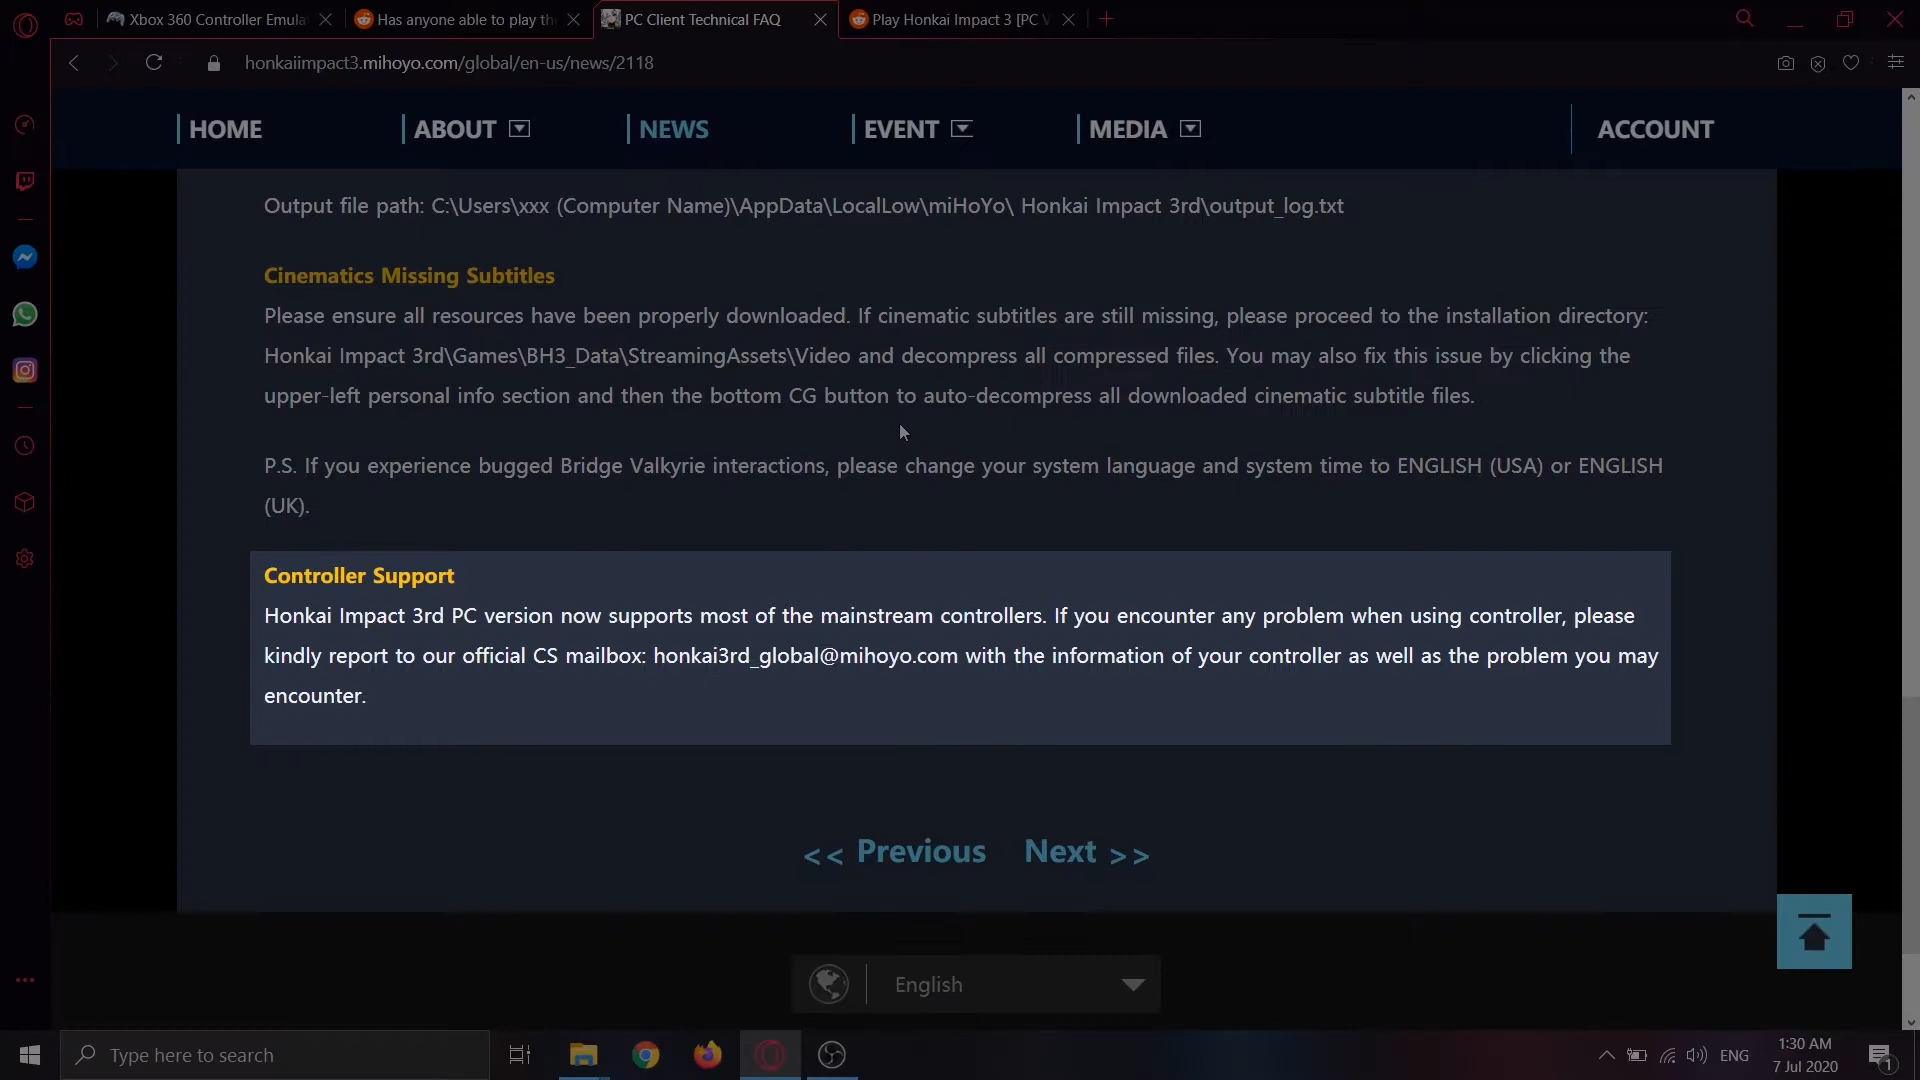 Xbox 360 Controller Emula
Has anyone able to play th
PC Client Technical FAQ
Play Honkai Impact 3 [PC V
honkaiimpact3.mihoyo.com/global/en-us/news/2118
HOME
ABOUT
NEWS
EVENT
MEDIA
ACCOUNT
Output file path: C:\Users\xxx (Computer Name)\AppData\LocalLow\miHoYo\ Honkai Impact 3rd\output_log.txt
Cinematics Missing Subtitles
Please ensure all resources have been properly downloaded. If cinematic subtitles are still missing, please proceed to the installation directory:
Honkai Impact 3rd\Games\BH3_Data\StreamingAssets\Video and decompress all compressed files. You may also fix this issue by clicking the
upper-left personal info section and then the bottom CG button to auto-decompress all downloaded cinematic subtitle files.
P.S. If you experience bugged Bridge Valkyrie interactions, please change your system language and system time to ENGLISH (USA) or ENGLISH
(UK).
Controller Support
Honkai Impact 3rd PC version now supports most of the mainstream controllers. If you encounter any problem when using controller, please
kindly report to our official CS mailbox: honkai3rd_global@mihoyo.com with the information of your controller as well as the problem you may
encounter.
<< Previous
Next >>
English
Type here to search
ENG
1:30 AM
7 Jul 2020
1